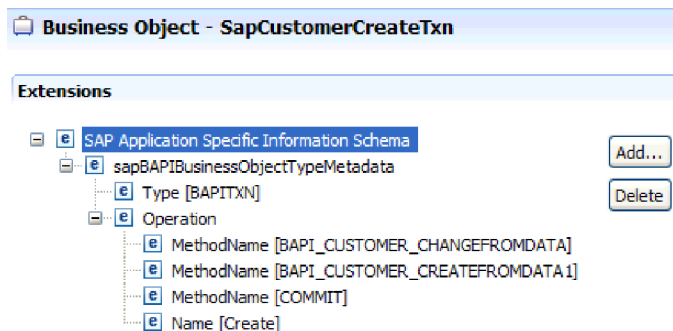 Business Object - SapCustomerCreateTxn
Extensions
SAP Application Specific Information Schema
Add...
sapBAPIBusinessObjectTypeMetadata
Type [BAPITXN]
Delete
Operation
MethodName [BAPI_CUSTOMER_CHANGEFROMDATA]
MethodName [BAPI_CUSTOMER_CREATEFROMDATA1]
MethodName [COMMIT]
Name [Create]